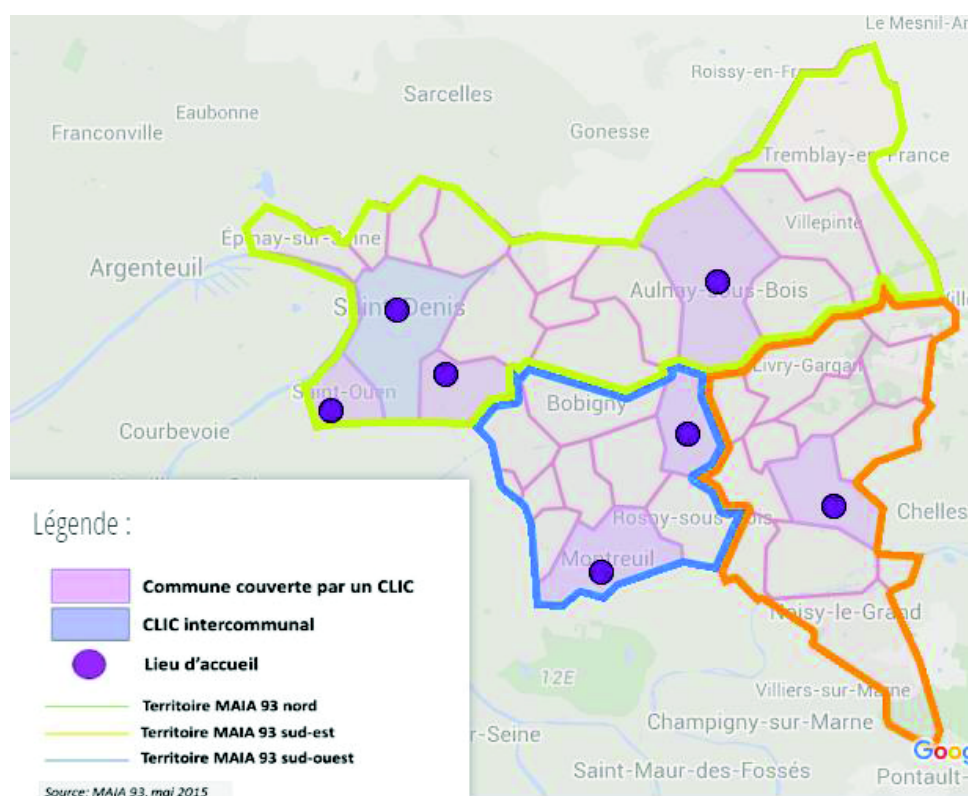 Le Mesnil-Am
Roissy-en-Fra
Sarcelles
Eaubonne
Franconville
Gonesse
Tremblay-en-France
Villepinte
Épinay-sur-Seine
Argenteuil
Aulnay-sous-Bois
Saint-Denis
Livry-Gargan
Saint-Ouen
Bobigny
Courbevoie
Chelles
Rosny-sous-Bois
Montreuil
Noisy-le-Grand
12E
Villiers-sur-Marne
Champigny-sur-Marne
r-Seine
Goog
Saint-Maur-des-Fossés
Pontault-
Légende :
Commune couverte par un CLIC
CLIC intercommunal
Lieu d'accueil
Territoire MAIA 93 nord
Territoire MAIA 93 sud-est
Territoire MAIA 93 sud-ouest
Source: MAIA 93, mai 2015